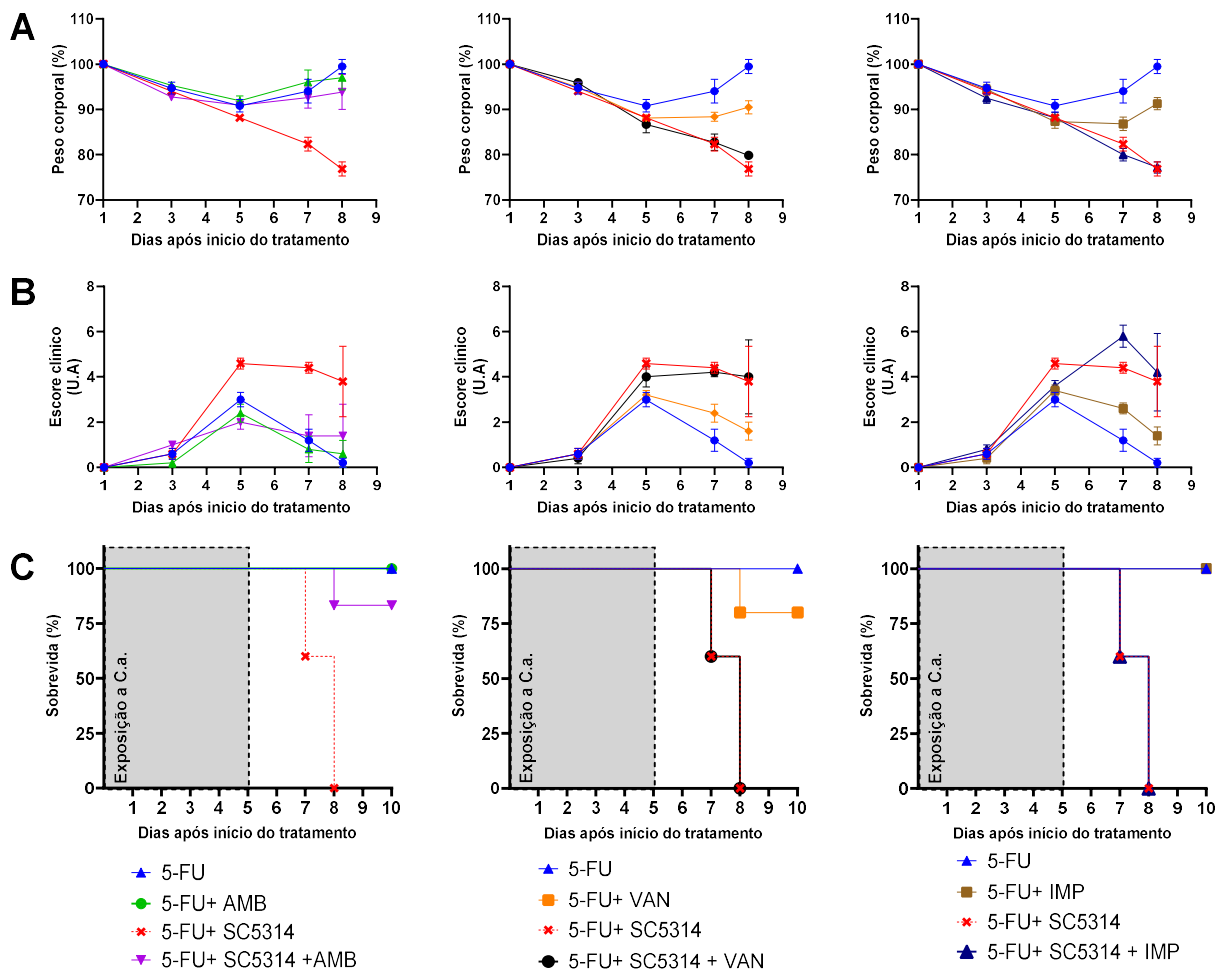 A
Peso corporal (%)
110
100
90
80
70
1 2 3 4 5 6 7 8 9
Dias após inicio do tratamento
Peso corporal (%)
110
100
90
80
70
1 2 3 4 5 6 7 8 9
Dias após inicio do tratamento
Peso corporal (%)
110
100
90
80
70
1 2 3 4 5 6 7 8 9
Dias após inicio do tratamento
B
Escore clínico
(U.A)
8
6
4
2
0
1 2 3 4 5 6 7 8 9
Dias após inicio do tratamento
Escore clínico
(U.A)
8
6
4
2
0
1 2 3 4 5 6 7 8 9
Dias após inicio do tratamento
Escore clínico
(U.A)
8
6
4
2
0
1 2 3 4 5 6 7 8 9
Dias após inicio do tratamento
C
Sobrevida (%)
100
75
50
25
0
Exposição a C.a.
1 2 3 4 5 6 7 8 9 10
Dias após inicio do tratamento
5-FU
5-FU+ AMB
5-FU+ SC5314
5-FU+ SC5314 +AMB
Sobrevida (%)
100
75
50
25
0
Exposição a C.a.
1 2 3 4 5 6 7 8 9 10
Dias após inicio do tratamento
5-FU
5-FU+ VAN
5-FU+ SC5314
5-FU+ SC5314 + VAN
Sobrevida (%)
100
75
50
25
0
Exposição a C.a.
1 2 3 4 5 6 7 8 9 10
Dias após inicio do tratamento
5-FU
5-FU+ IMP
5-FU+ SC5314
5-FU+ SC5314 + IMP